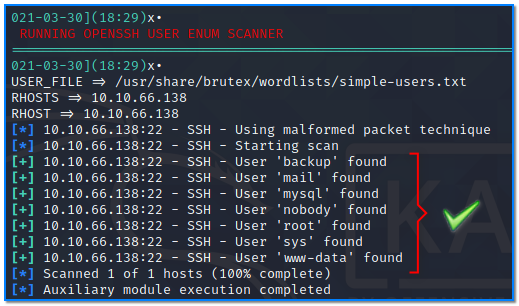 021-03-30](18:29)x•
RUNNING OPENSSH USER ENUM SCANNER
021-03-30](18:29)x•
USER_FILE => /usr/share/brutex/wordlists/simple-users.txt
RHOSTS => 10.10.66.138
RHOST => 10.10.66.138
[*] 10.10.66.138:22 - SSH - Using malformed packet technique
[*] 10.10.66.138:22 - SSH - Starting scan
[+] 10.10.66.138:22 - SSH - User 'backup' found
[+] 10.10.66.138:22 - SSH - User 'mail' found
[+] 10.10.66.138:22 - SSH - User 'mysql' found
[+] 10.10.66.138:22 - SSH - User 'nobody' found
[+] 10.10.66.138:22 - SSH - User 'root' found
[+] 10.10.66.138:22 - SSH - User 'sys' found
[+] 10.10.66.138:22 - SSH - User 'www-data' found
[*] Scanned 1 of 1 hosts (100% complete)
[*] Auxiliary module execution completed
KA